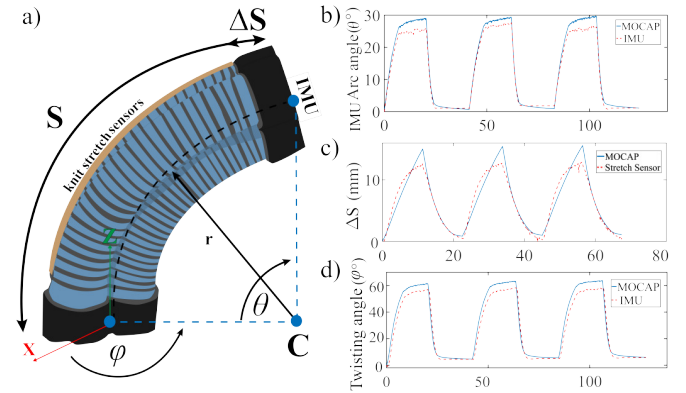 a)
ΔS
S
IMU
knit stretch sensors
Z
r
θ
X
φ
C
b)
IMU Arc angle(θ°)
30
20
10
0
0
50
100
MOCAP
IMU
c)
ΔS (mm)
10
0
0
20
40
60
80
MOCAP
Stretch Sensor
d)
Twisting angle(φ°)
60
40
20
0
0
50
100
MOCAP
IMU